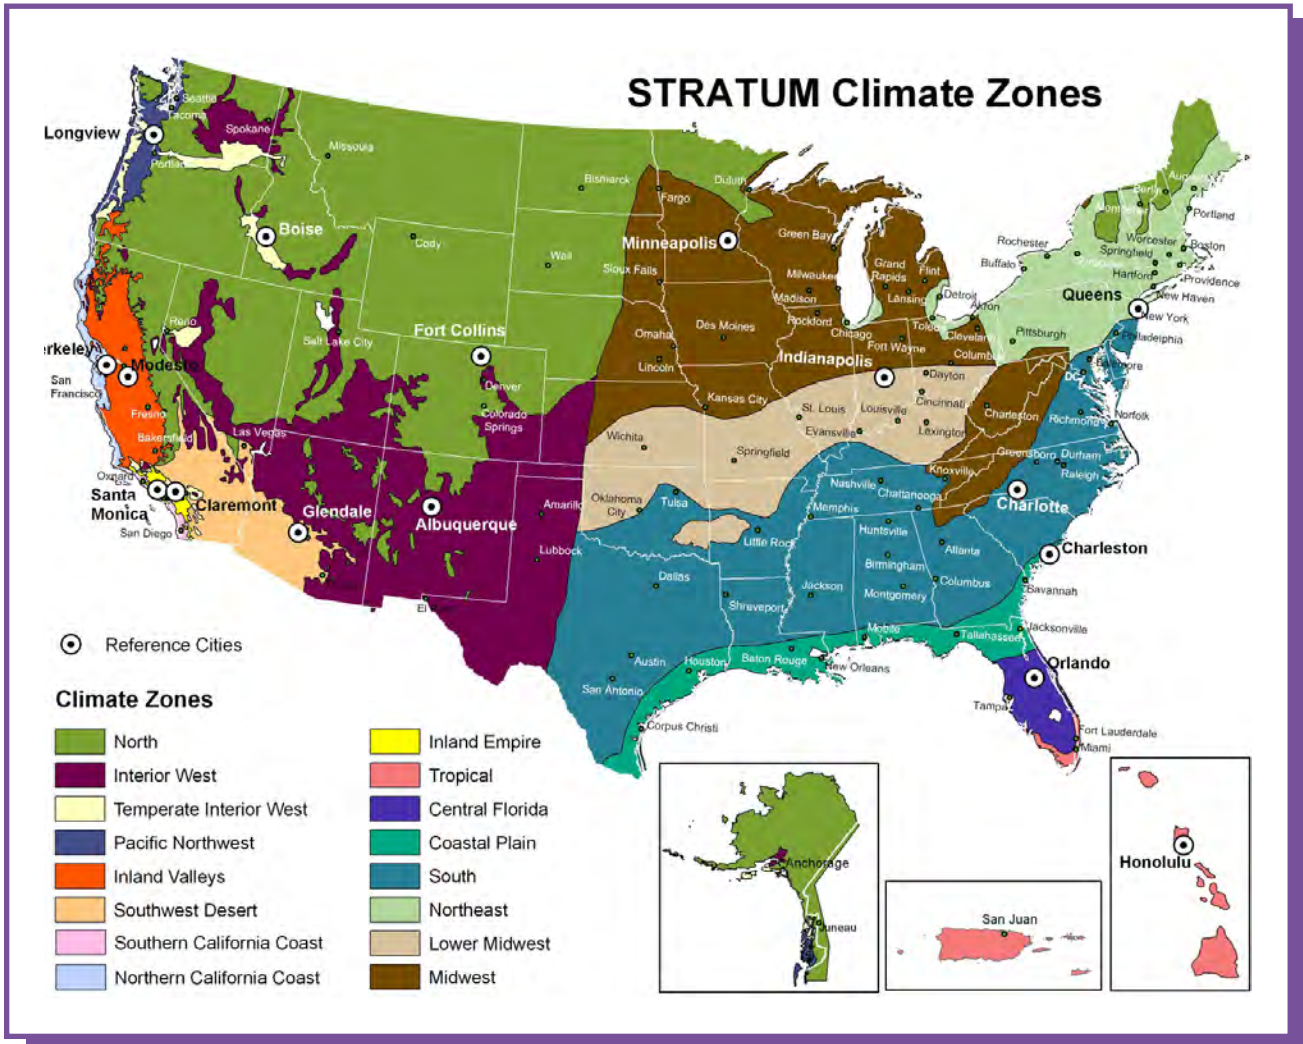 STRATUM Climate Zones
Seattle
Tacoma
Longview
Spokane
Missoula
Bismarck
Fargo
Duluth
Berlin
Portland
Boise
Cody
Wall
Minneapolis
Green Bay
Sioux Falls
Milwaukee
Madison
Rockford
Grand
Rapids
Flint
Lansing
Detroit
Rochester
Buffalo
Worcester
Springfield
Boston
Hartford
Providence
Queens
New Haven
New York
Akron
Toledo
Cleveland
Pittsburgh
Philadelphia
Reno
Salt Lake City
Fort Collins
Omaha
Des Moines
Lincoln
Chicago
Fort Wayne
Indianapolis
Columbu
erkeley
Modesto
San
Francisco
Denver
Colorado
Springs
Dayton
DC
Kansas City
St. Louis
Louisville
Cincinnati
Charleston
Richmond
Norfolk
Fresno
Bakersfield
Las Vegas
Wichita
Evansville
Lexington
Springfield
Greensboro
Durham
Raleigh
Knoxville
Oxnard
Santa
Monica
Claremont
San Diego
Glendale
Albuquerque
Amarillo
Oklahoma
City
Tulsa
Nashville
Chattanooga
Charlotte
Memphis
Lubbock
Little Rock
Huntsville
Atlanta
Charleston
Birmingham
Dallas
Jackson
Montgomery
Columbus
Savannah
Shreveport
Mobile
Tallahassee
Jacksonville
Austin
Houston
Baton Rouge
New Orleans
Orlando
San Antonio
Tampa
Corpus Christi
Fort Lauderdale
Miami
Reference Cities
Climate Zones
North
Interior West
Temperate Interior West
Pacific Northwest
Inland Valleys
Southwest Desert
Southern California Coast
Northern California Coast
Inland Empire
Tropical
Central Florida
Coastal Plain
South
Northeast
Lower Midwest
Midwest
Anchorage
Juneau
San Juan
Honolulu